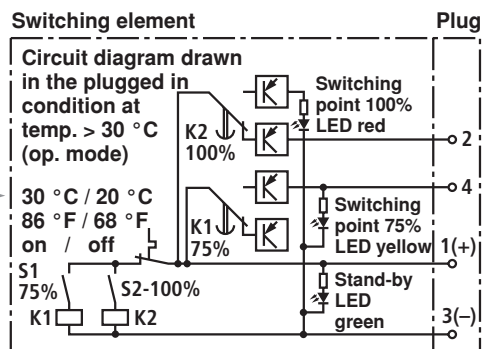 Switching element
Plug
Circuit diagram drawn
in the plugged in
condition at
temp. > 30 °C
(op. mode)
K2
100%
Switching
point 100%
LED red
2
4
30 °C / 20 °C
86 °F / 68 °F
on / off
K1
75%
Switching
point 75%
LED yellow
1(+)
S1
75%
S2-100%
K1
K2
Stand-by
LED
green
3(–)